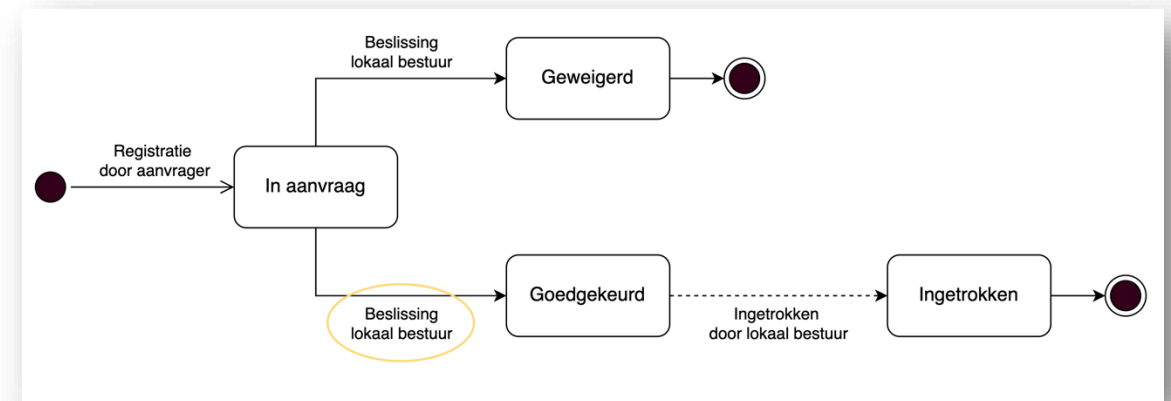 Beslissing
lokaal bestuur
Geweigerd
Registratie
door aanvrager
In aanvraag
Beslissing
lokaal bestuur
Goedgekeurd
Ingetrokken
door lokaal bestuur
Ingetrokken